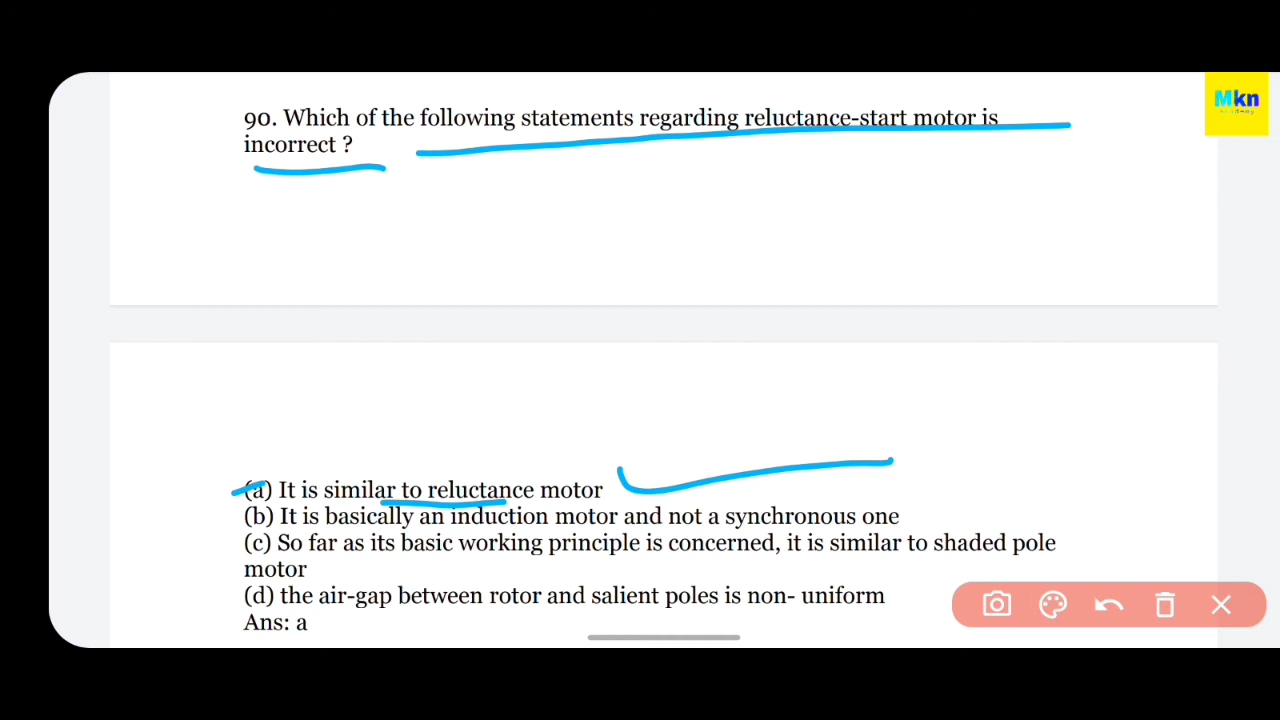 Mkn
90. Which of the following statements regarding reluctance-start motor is
incorrect ?
(a) It is similar to reluctance motor
(b) It is basically an induction motor and not a synchronous one
(c) So far as its basic working principle is concerned, it is similar to shaded pole
motor
(d) the air-gap between rotor and salient poles is non- uniform
Ans: a